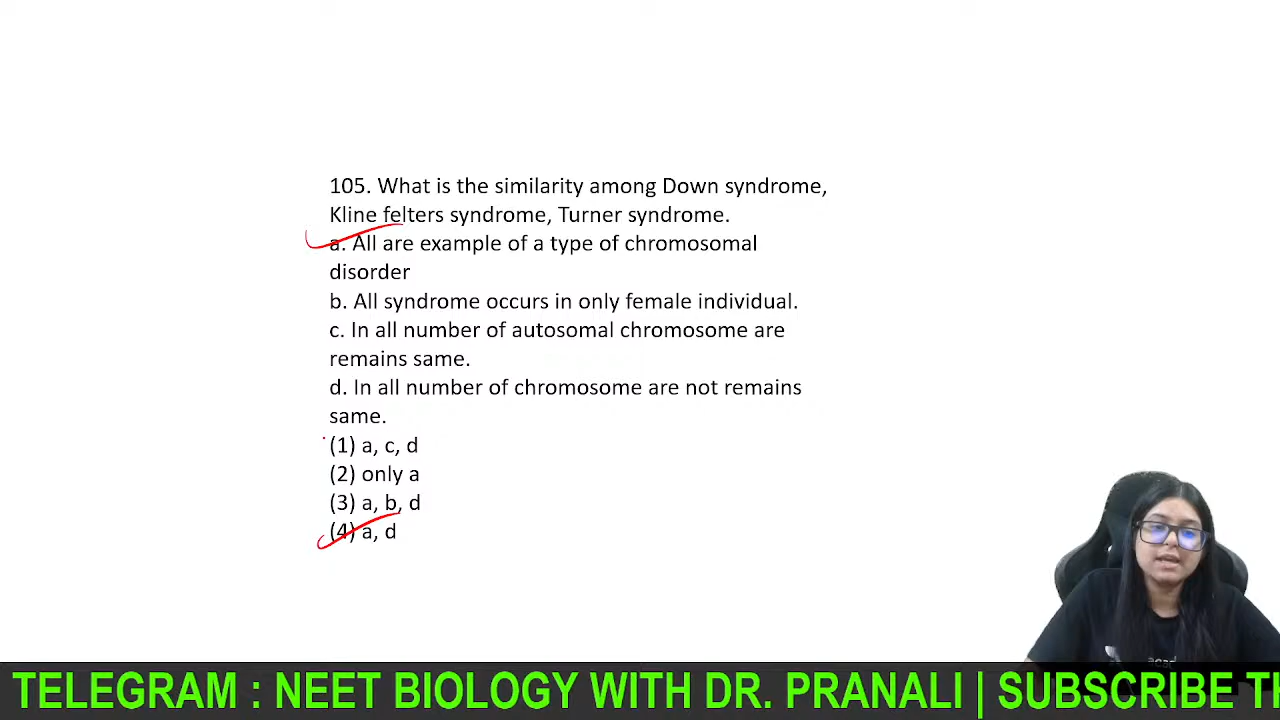 105. What is the similarity among Down syndrome,
Kline felters syndrome, Turner syndrome.
a. All are example of a type of chromosomal
disorder
b. All syndrome occurs in only female individual.
c. In all number of autosomal chromosome are
remains same.
d. In all number of chromosome are not remains
same.
(1) a, c, d
(2) only a
(3) a, b, d
(4) a, d
acad
TELEGRAM : NEET BIOLOGY WITH DR. PRANALI | SUBSCRIBE TH